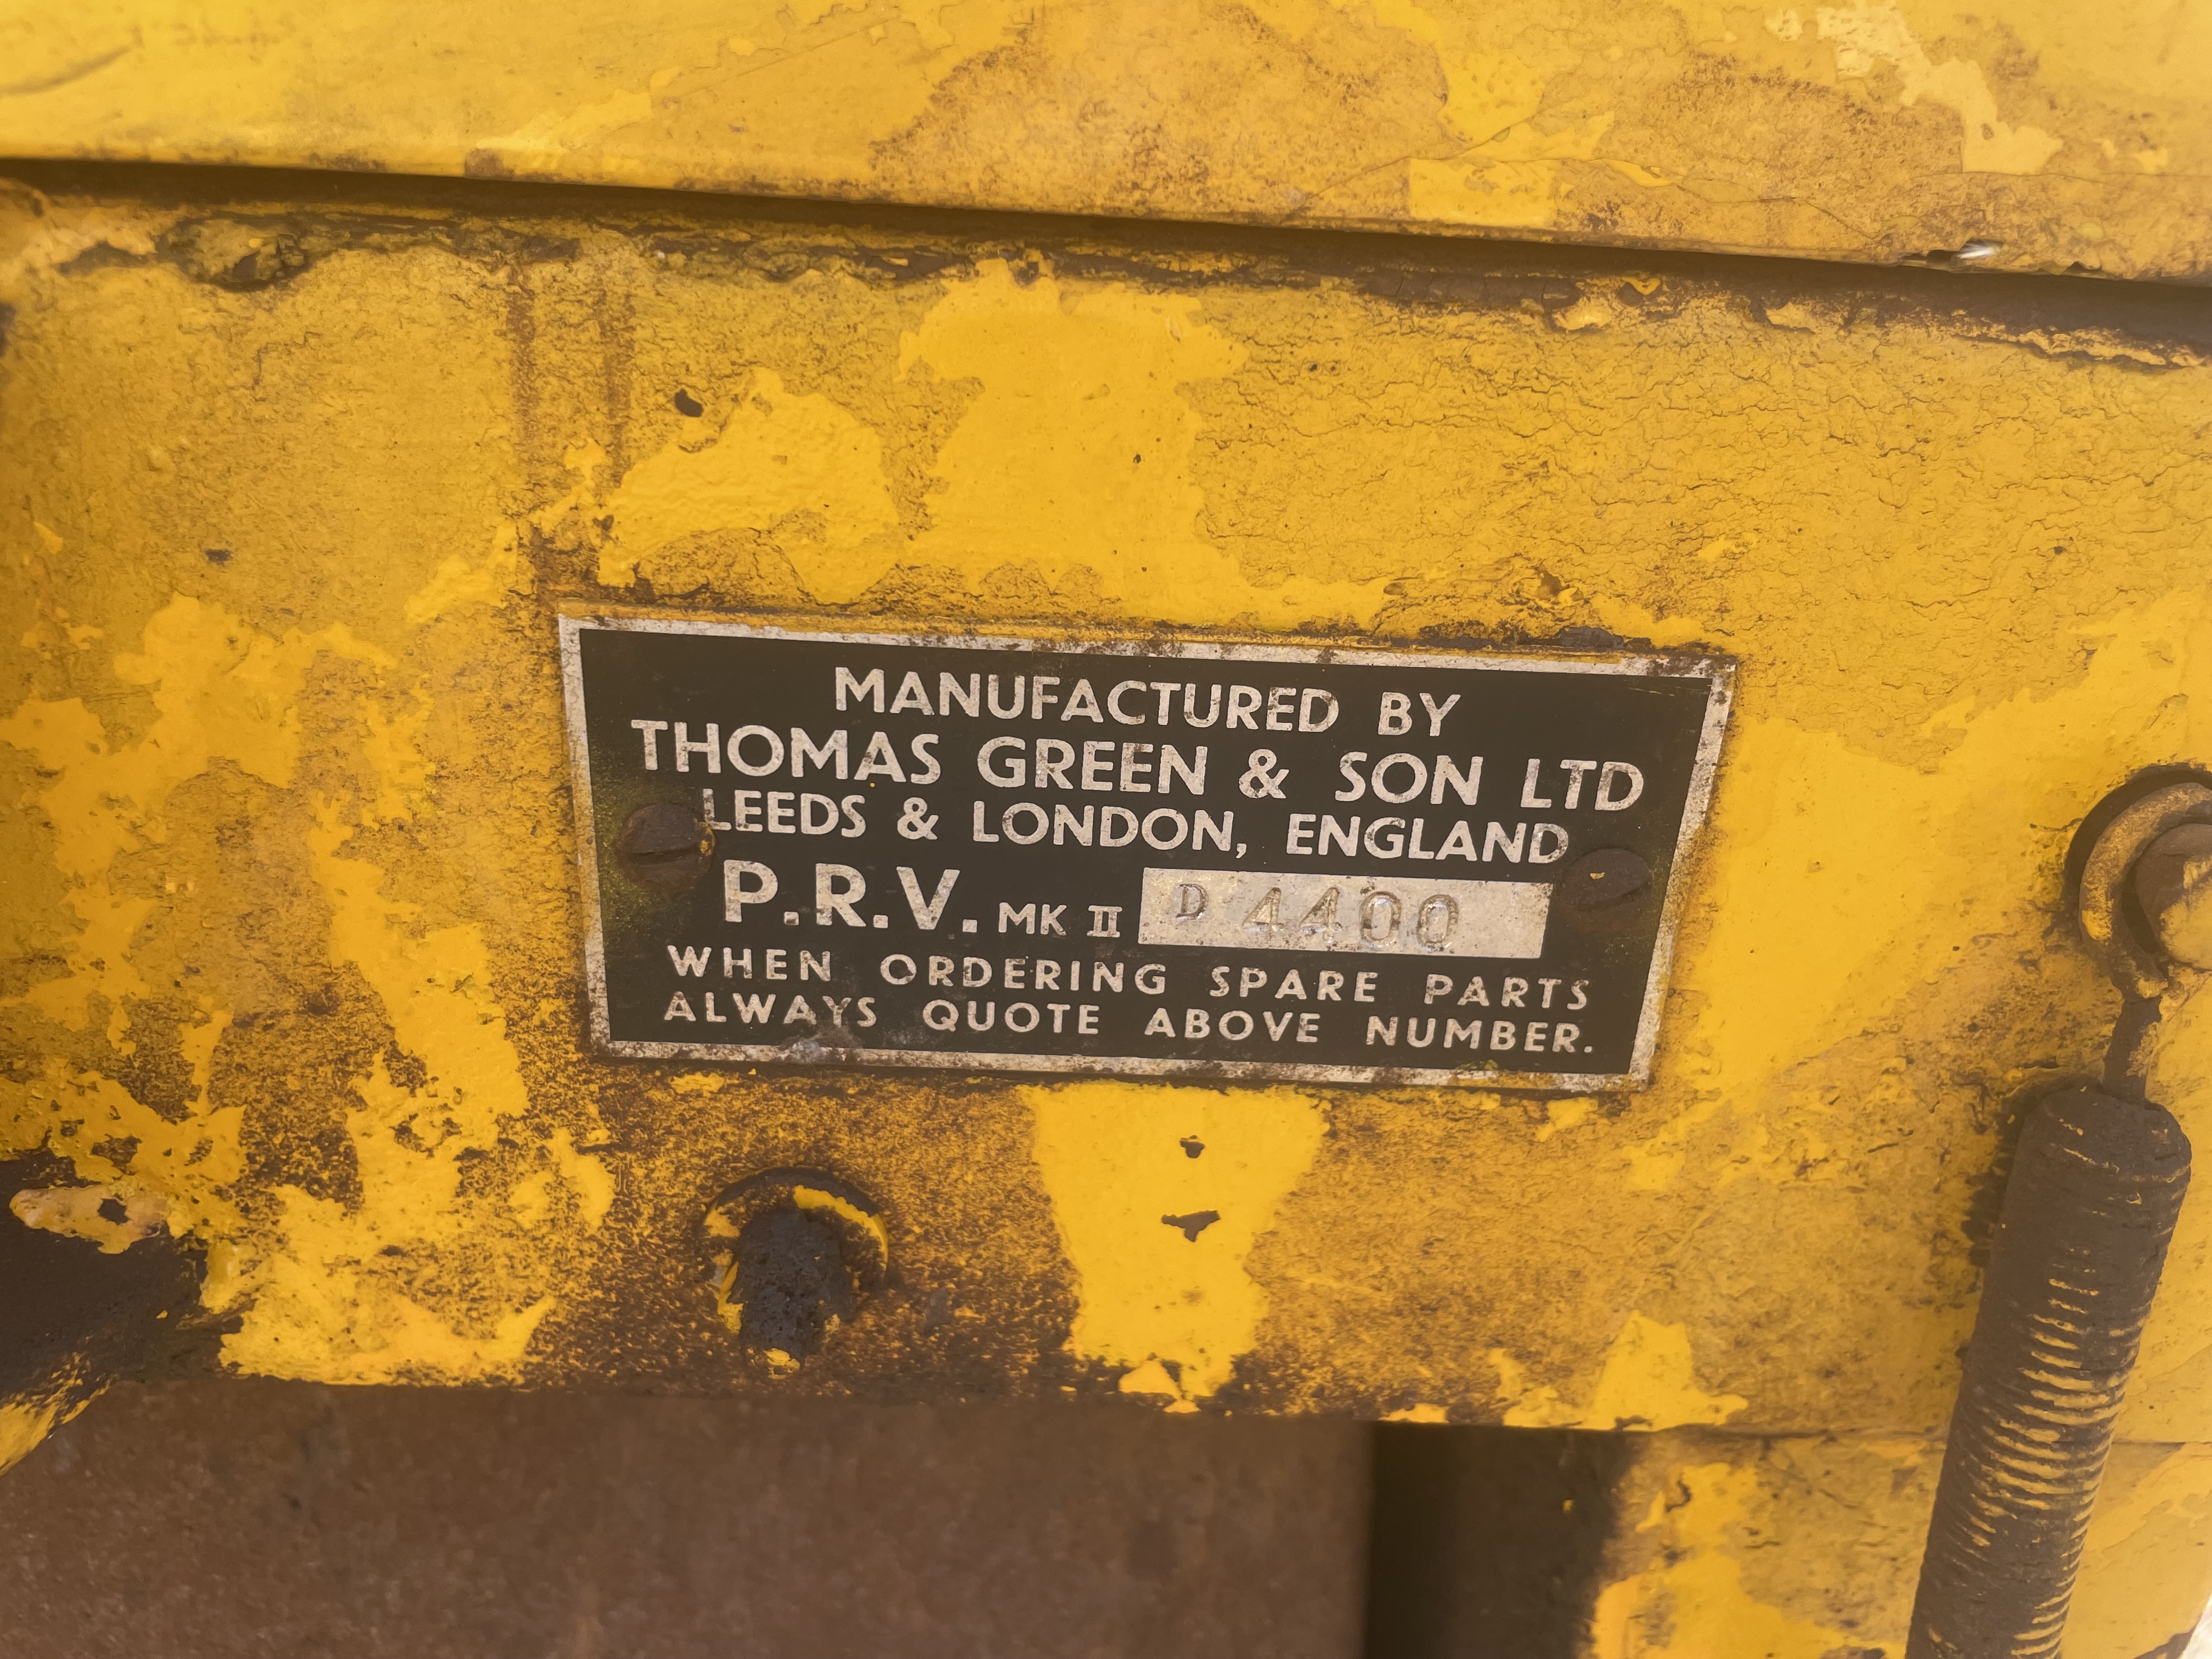 MANUFACTURED BY
THOMAS GREEN & SON LTD
LEEDS & LONDON, ENGLAND
P.R.V. MK II D 4400
WHEN ORDERING SPARE PARTS
ALWAYS QUOTE ABOVE NUMBER.